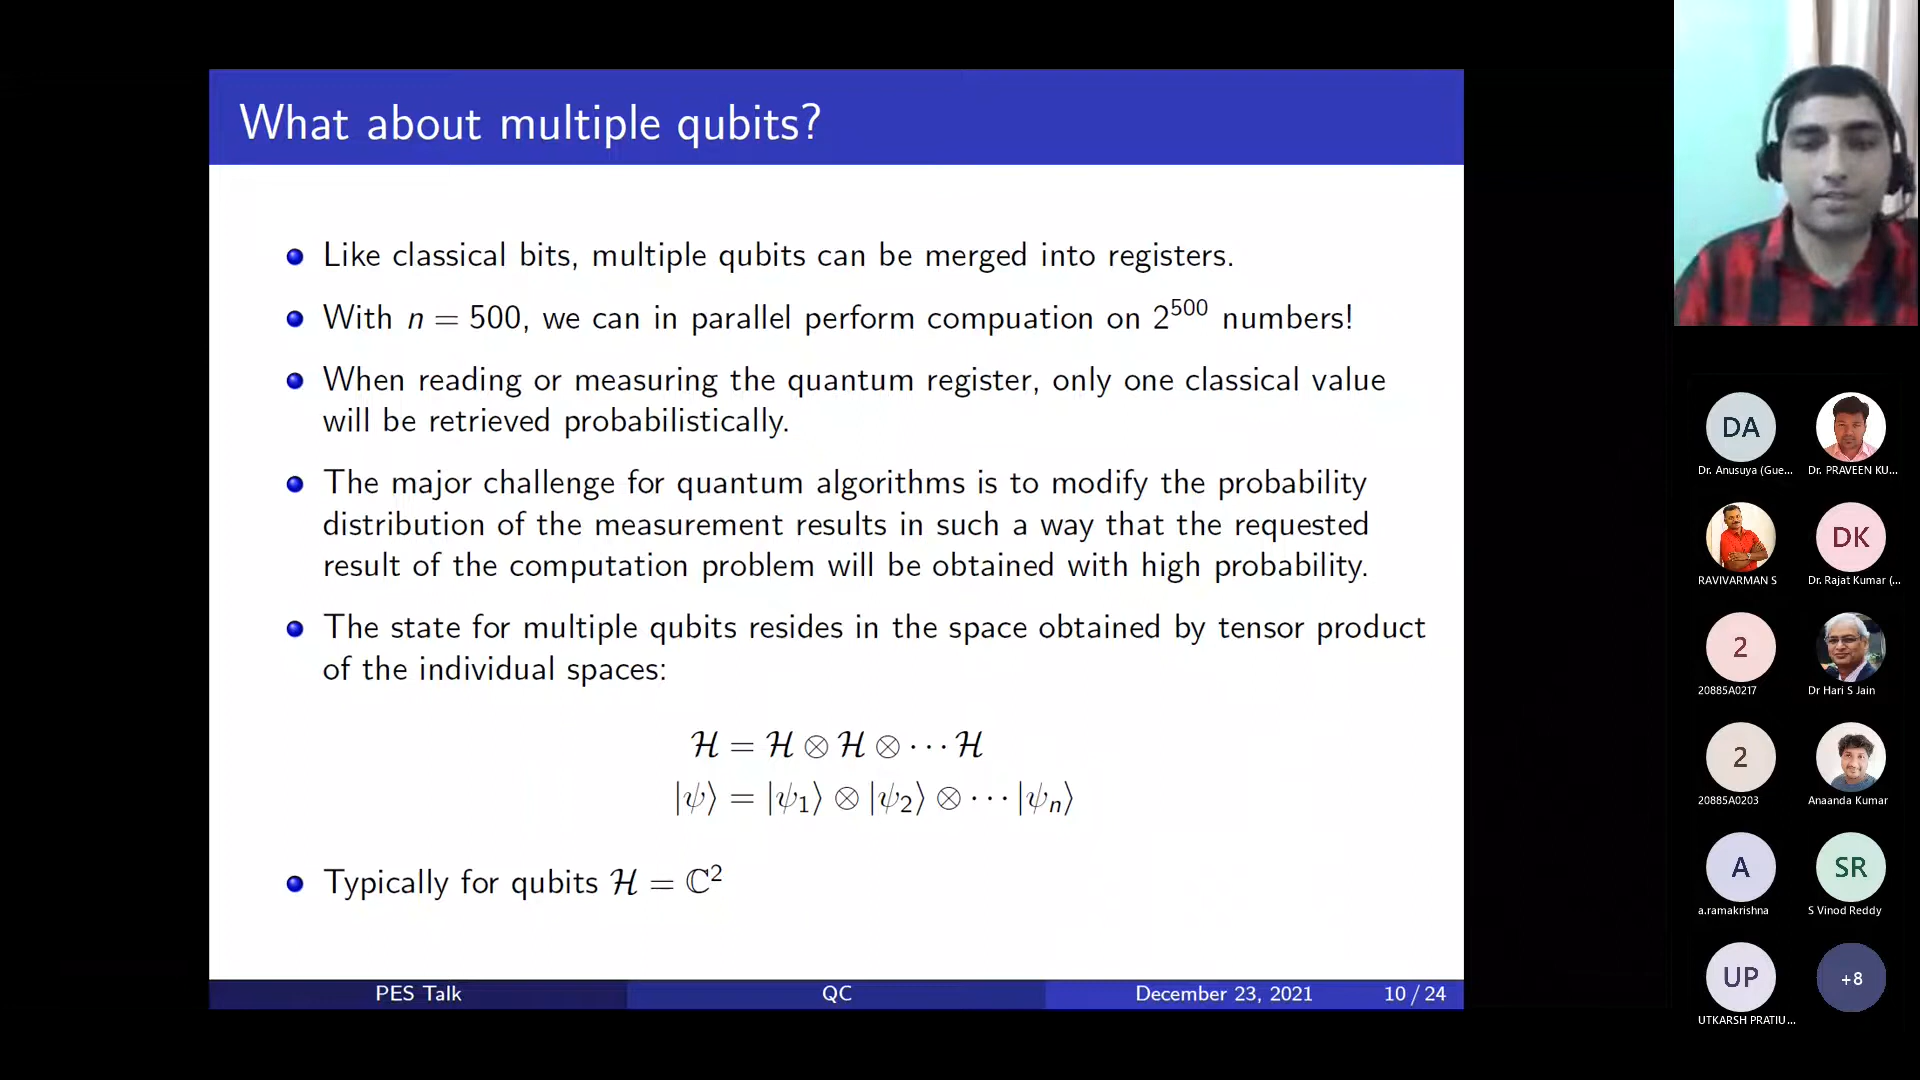 What about multiple qubits?
Like classical bits, multiple qubits can be merged into registers.
With n = 500, we can in parallel perform compuation on 2^500 numbers!
When reading or measuring the quantum register, only one classical value
will be retrieved probabilistically.
The major challenge for quantum algorithms is to modify the probability
distribution of the measurement results in such a way that the requested
result of the computation problem will be obtained with high probability.
The state for multiple qubits resides in the space obtained by tensor product
of the individual spaces:
ℋ = ℋ ⊗ ℋ ⊗ ··· ℋ
|ψ⟩ = |ψ₁⟩ ⊗ |ψ₂⟩ ⊗ ··· |ψₙ⟩
Typically for qubits ℋ = ℂ²
PES Talk QC December 23, 2021 10 / 24
DA
Dr. Anusuya (Gue... Dr. PRAVEEN KU...
DK
RAVIVARMAN S Dr. Rajat Kumar (...
2
20885A0217 Dr Hari S Jain
2
20885A0203 Anaanda Kumar
A SR
a.ramakrishna S Vinod Reddy
UP +8
UTKARSH PRATIU...